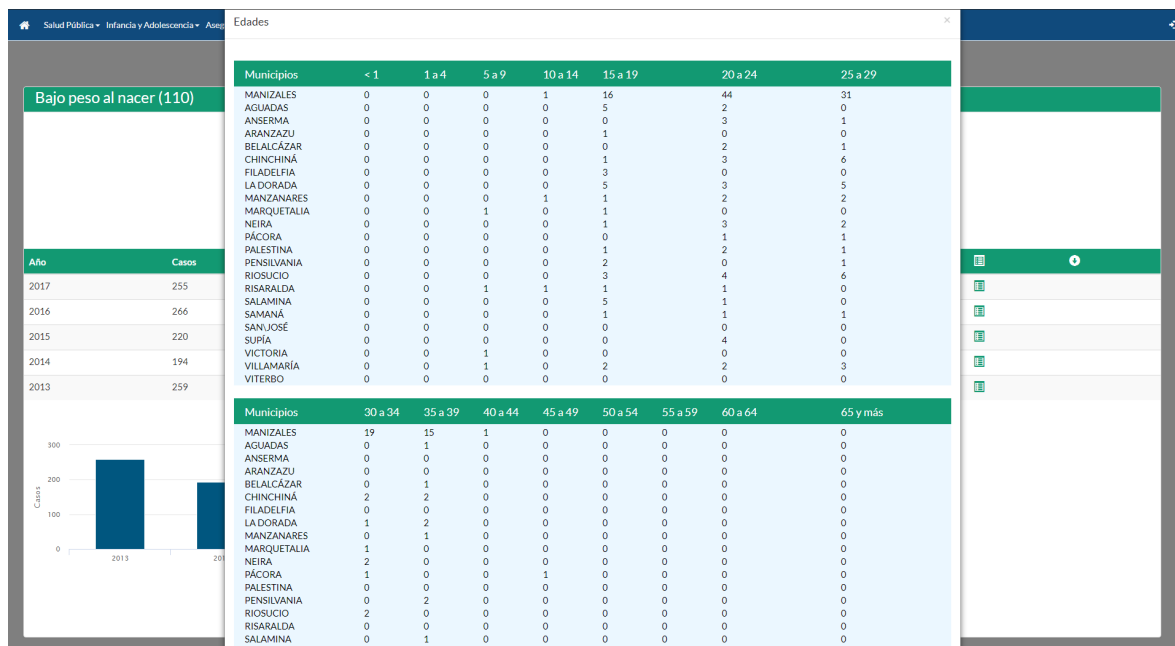 Salud Pública Infancia y Adolescencia Aseg
Edades ×
Bajo peso al nacer (110)
Municipios < 1 1 a 4 5 a 9 10 a 14 15 a 19 20 a 24 25 a 29
MANIZALES 0 0 0 1 16 44 31
AGUADAS 0 0 0 0 5 2 0
ANSERMA 0 0 0 0 0 3 1
ARANZAZU 0 0 0 0 1 0 0
BELALCÁZAR 0 0 0 0 0 2 1
CHINCHINÁ 0 0 0 0 1 3 6
FILADELFIA 0 0 0 0 3 0 0
LA DORADA 0 0 0 0 5 3 5
MANZANARES 0 0 0 1 1 2 2
MARQUETALIA 0 0 1 0 1 0 0
NEIRA 0 0 0 0 1 3 2
PÁCORA 0 0 0 0 0 1 1
PALESTINA 0 0 0 0 1 2 1
PENSILVANIA 0 0 0 0 2 0 1
RIOSUCIO 0 0 0 0 3 4 6
RISARALDA 0 0 1 1 1 1 0
SALAMINA 0 0 0 0 5 1 0
SAMANÁ 0 0 0 0 1 1 1
SAN\JOSÉ 0 0 0 0 0 0 0
SUPÍA 0 0 0 0 0 4 0
VICTORIA 0 0 1 0 0 0 0
VILLAMARÍA 0 0 1 0 2 2 3
VITERBO 0 0 0 0 0 0 0
Municipios 30 a 34 35 a 39 40 a 44 45 a 49 50 a 54 55 a 59 60 a 64 65 y más
MANIZALES 19 15 1 0 0 0 0 0
AGUADAS 0 1 0 0 0 0 0 0
ANSERMA 0 0 0 0 0 0 0 0
ARANZAZU 0 0 0 0 0 0 0 0
BELALCÁZAR 0 1 0 0 0 0 0 0
CHINCHINÁ 2 2 0 0 0 0 0 0
FILADELFIA 0 0 0 0 0 0 0 0
LA DORADA 1 2 0 0 0 0 0 0
MANZANARES 0 1 0 0 0 0 0 0
MARQUETALIA 1 0 0 0 0 0 0 0
NEIRA 2 0 0 0 0 0 0 0
PÁCORA 1 0 0 1 0 0 0 0
PALESTINA 0 0 0 0 0 0 0 0
PENSILVANIA 0 2 0 0 0 0 0 0
RIOSUCIO 2 0 0 0 0 0 0 0
RISARALDA 0 0 0 0 0 0 0 0
SALAMINA 0 1 0 0 0 0 0 0
Año Casos
2017 255
2016 266
2015 220
2014 194
2013 259
300
200
100
0
Casos
2013 201